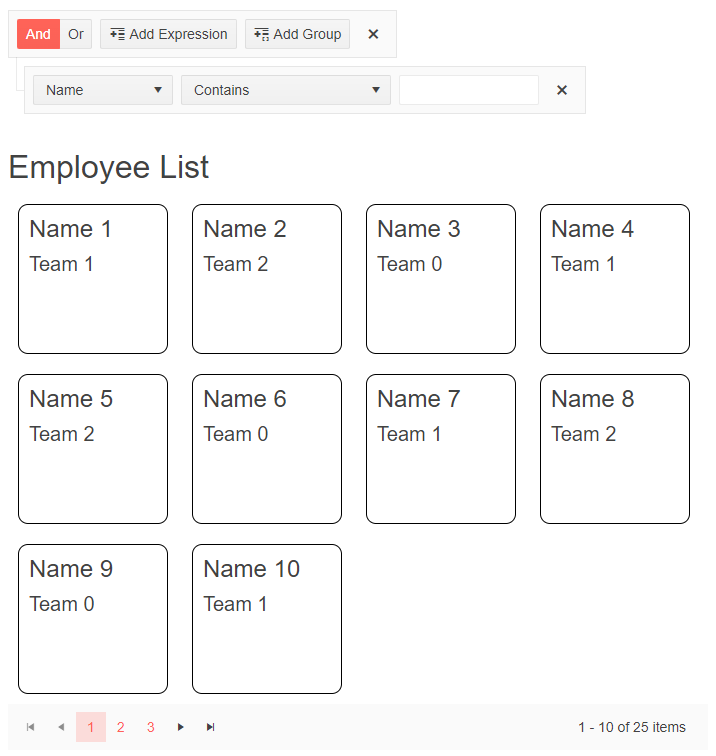 And Or Add Expression Add Group
Name Contains
Employee List
Name 1 Name 2 Name 3 Name 4
Team 1 Team 2 Team 0 Team 1
Name 5 Name 6 Name 7 Name 8
Team 2 Team 0 Team 1 Team 2
Name 9 Name 10
Team 0 Team 1
1 2 3 1 - 10 of 25 items